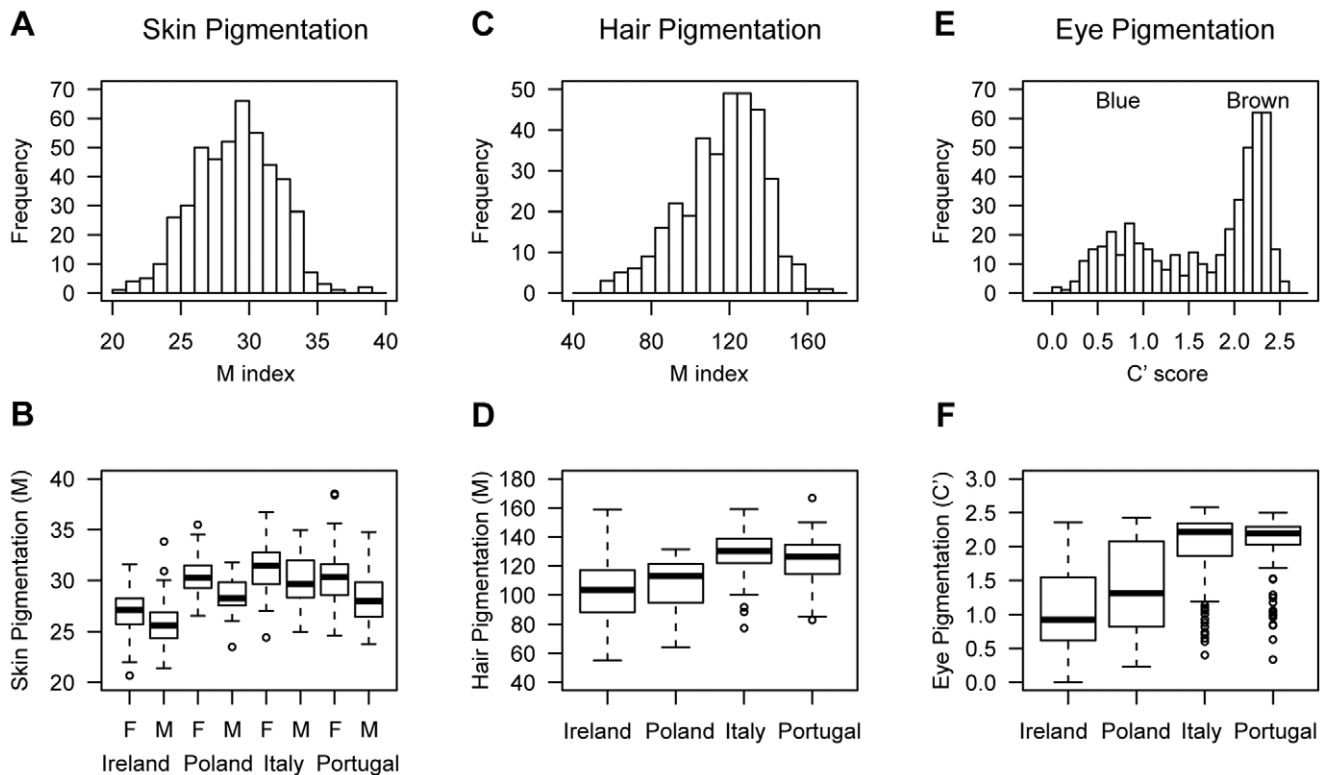 A
Skin Pigmentation
70
60
50
40
30
20
10
0
Frequency
20 25 30 35 40
M index
C
Hair Pigmentation
50
40
30
20
10
0
Frequency
40 80 120 160
M index
E
Eye Pigmentation
Blue Brown
70
60
50
40
30
20
10
0
Frequency
0.0 0.5 1.0 1.5 2.0 2.5
C’ score
B
Skin Pigmentation (M)
40
35
30
25
20
F M F M F M F M
Ireland Poland Italy Portugal
D
Hair Pigmentation (M)
180
160
140
120
100
80
60
40
Ireland Poland Italy Portugal
F
Eye Pigmentation (C’)
3.0
2.5
2.0
1.5
1.0
0.5
0.0
Ireland Poland Italy Portugal